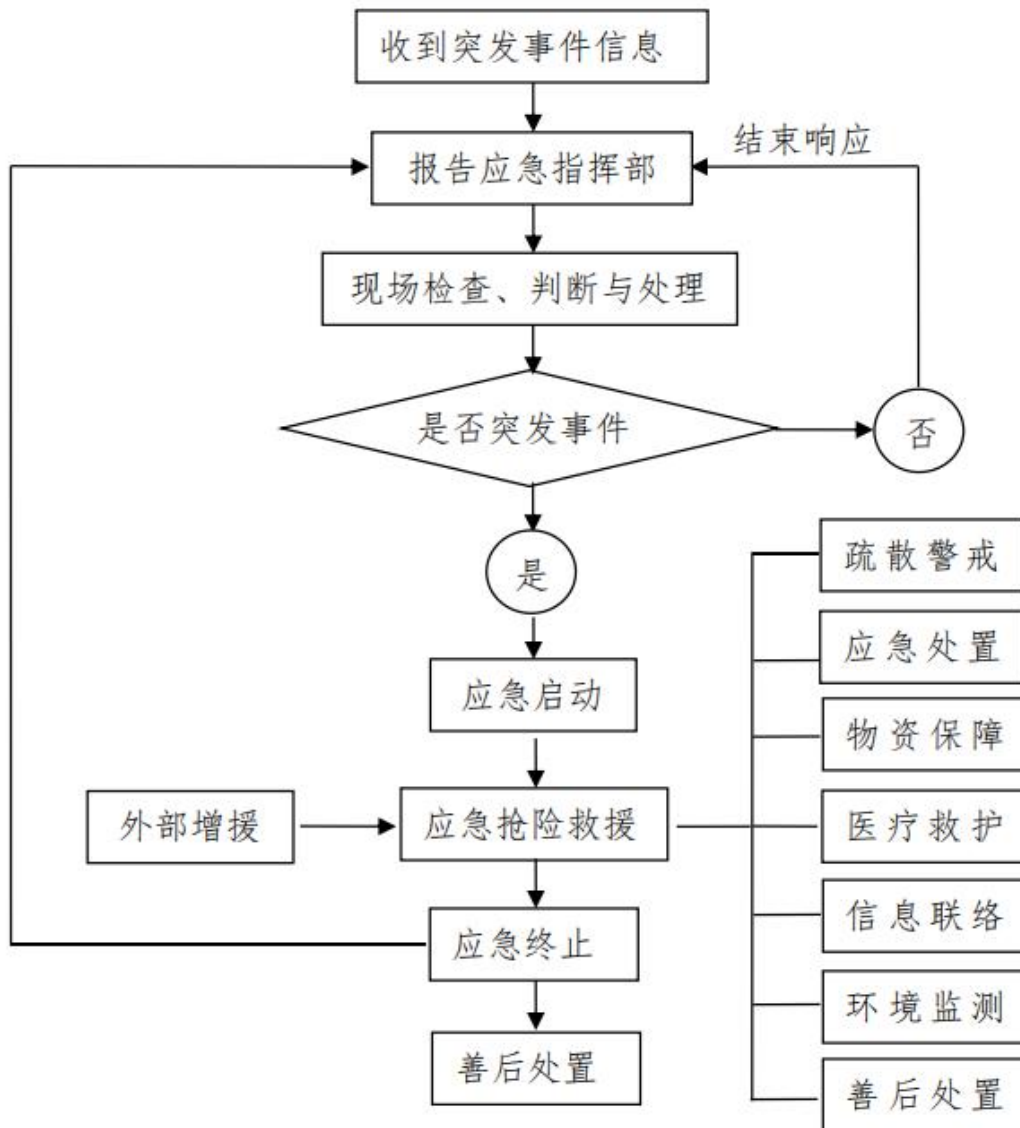 收到突发事件信息
结束响应
报告应急指挥部
现场检查、判断与处理
是否突发事件
否
是
疏散警戒
应急处置
应急启动
物资保障
外部增援
应急抢险救援
医疗救护
信息联络
应急终止
环境监测
善后处置
善后处置